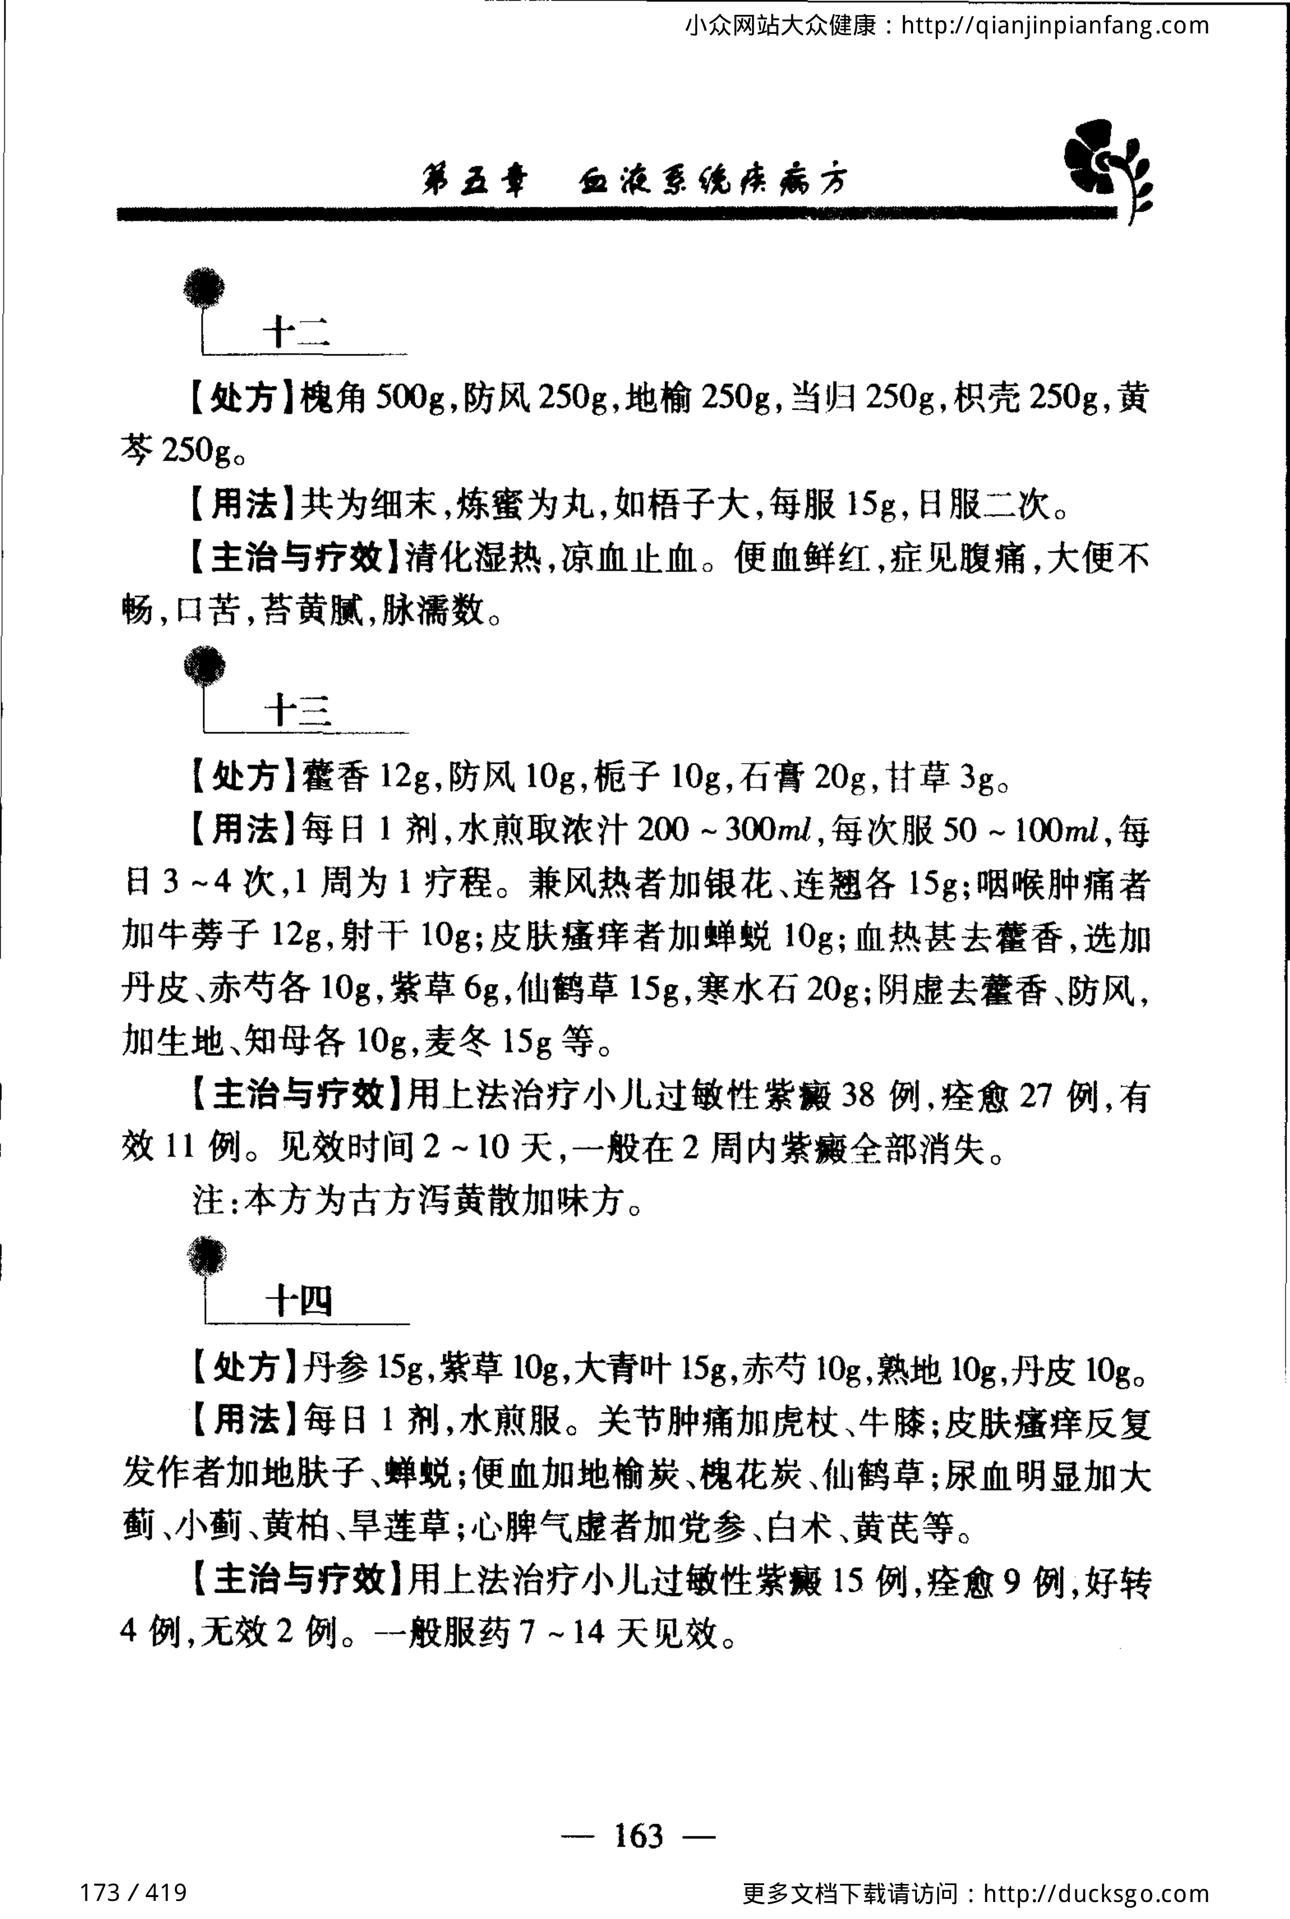 小众网站大众健康：http://qianjinpianfang.com
第五章 血液系统疾病方
十二
【处方】槐角 500g,防风 250g,地榆 250g,当归 250g,枳壳 250g,黄
芩 250g。
【用法】共为细末,炼蜜为丸,如梧子大,每服 15g,日服二次。
【主治与疗效】清化湿热,凉血止血。便血鲜红,症见腹痛,大便不
畅,口苦,苔黄腻,脉濡数。
十三
【处方】藿香 12g,防风 10g,栀子 10g,石膏 20g,甘草 3g。
【用法】每日 1 剂,水煎取浓汁 200 ~ 300ml,每次服 50 ~ 100ml,每
日 3 ~4 次,1 周为 1 疗程。兼风热者加银花、连翘各 15g;咽喉肿痛者
加牛蒡子 12g,射干 10g;皮肤瘙痒者加蝉蜕 10g;血热甚去藿香,选加
丹皮、赤芍各 10g,紫草 6g,仙鹤草 15g,寒水石 20g;阴虚去藿香、防风,
加生地、知母各 10g,麦冬 15g 等。
【主治与疗效】用上法治疗小儿过敏性紫癜 38 例,痊愈 27 例,有
效 11 例。见效时间 2 ~ 10 天,一般在 2 周内紫癜全部消失。
注:本方为古方泻黄散加味方。
十四
【处方】丹参 15g,紫草 10g,大青叶 15g,赤芍 10g,熟地 10g,丹皮 10g。
【用法】每日 1 剂,水煎服。关节肿痛加虎杖、牛膝;皮肤瘙痒反复
发作者加地肤子、蝉蜕;便血加地榆炭、槐花炭、仙鹤草;尿血明显加大
蓟、小蓟、黄柏、旱莲草;心脾气虚者加党参、白术、黄芪等。
【主治与疗效】用上法治疗小儿过敏性紫癜 15 例,痊愈 9 例,好转
4 例,无效 2 例。一般服药 7 ~ 14 天见效。
— 163 —
173 / 419
更多文档下载请访问：http://ducksgo.com